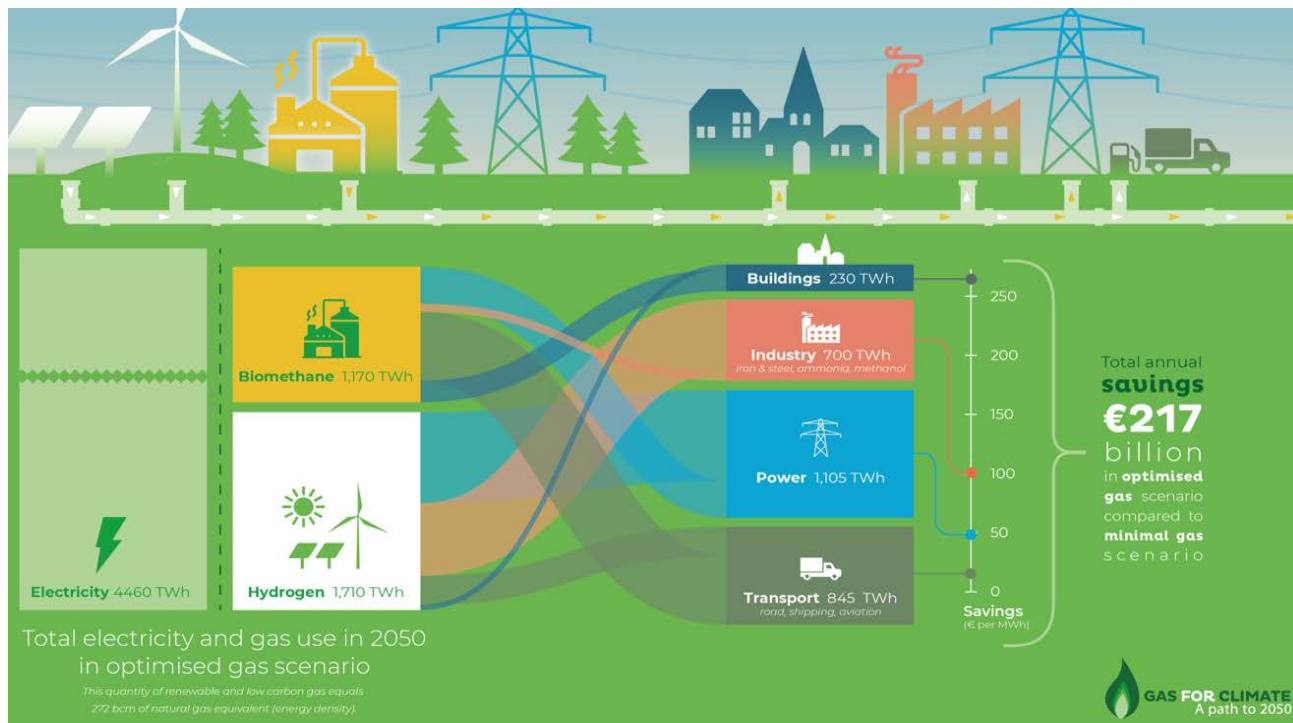 Electricity 4460 TWh
Biomethane 1,170 TWh
Hydrogen 1,710 TWh
Buildings 230 TWh
Industry 700 TWh
iron & steel, ammonia, methanol
Power 1,105 TWh
Transport 845 TWh
road, shipping, aviation
250
200
150
100
50
0
Savings
(€ per MWh)
Total annual
savings
€217
billion
in optimised
gas scenario
compared to
minimal gas
scenario
Total electricity and gas use in 2050
in optimised gas scenario
This quantity of renewable and low carbon gas equals
272 bcm of natural gas equivalent (energy density).
GAS FOR CLIMATE
A path to 2050